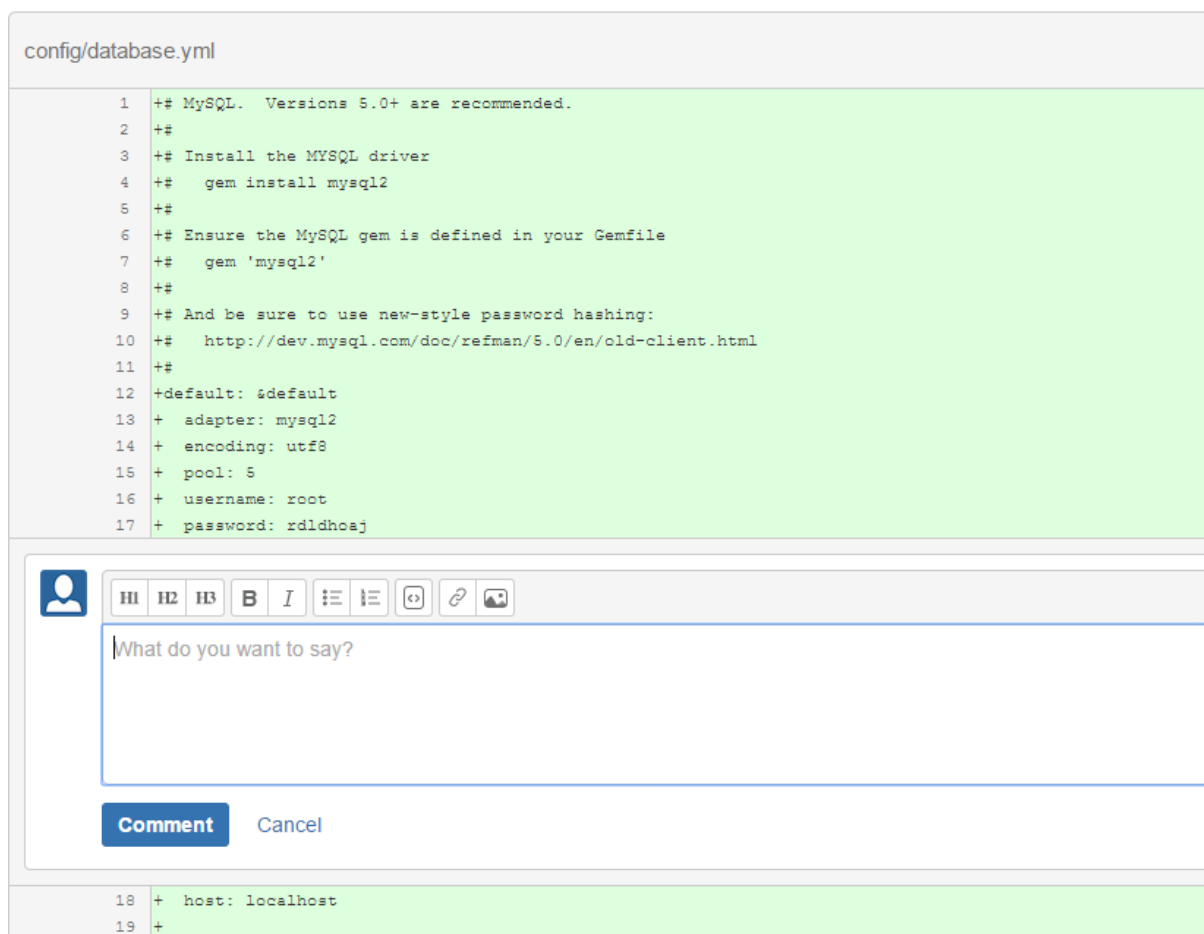 config/database.yml
1 +# MySQL.  Versions 5.0+ are recommended.
2 +#
3 +# Install the MYSQL driver
4 +#   gem install mysql2
5 +#
6 +# Ensure the MySQL gem is defined in your Gemfile
7 +#   gem 'mysql2'
8 +#
9 +# And be sure to use new-style password hashing:
10 +#   http://dev.mysql.com/doc/refman/5.0/en/old-client.html
11 +#
12 +default: &default
13 +  adapter: mysql2
14 +  encoding: utf8
15 +  pool: 5
16 +  username: root
17 +  password: rdldhoaj
H1 H2 H3 B I
What do you want to say?
Comment Cancel
18 +  host: localhost
19 +